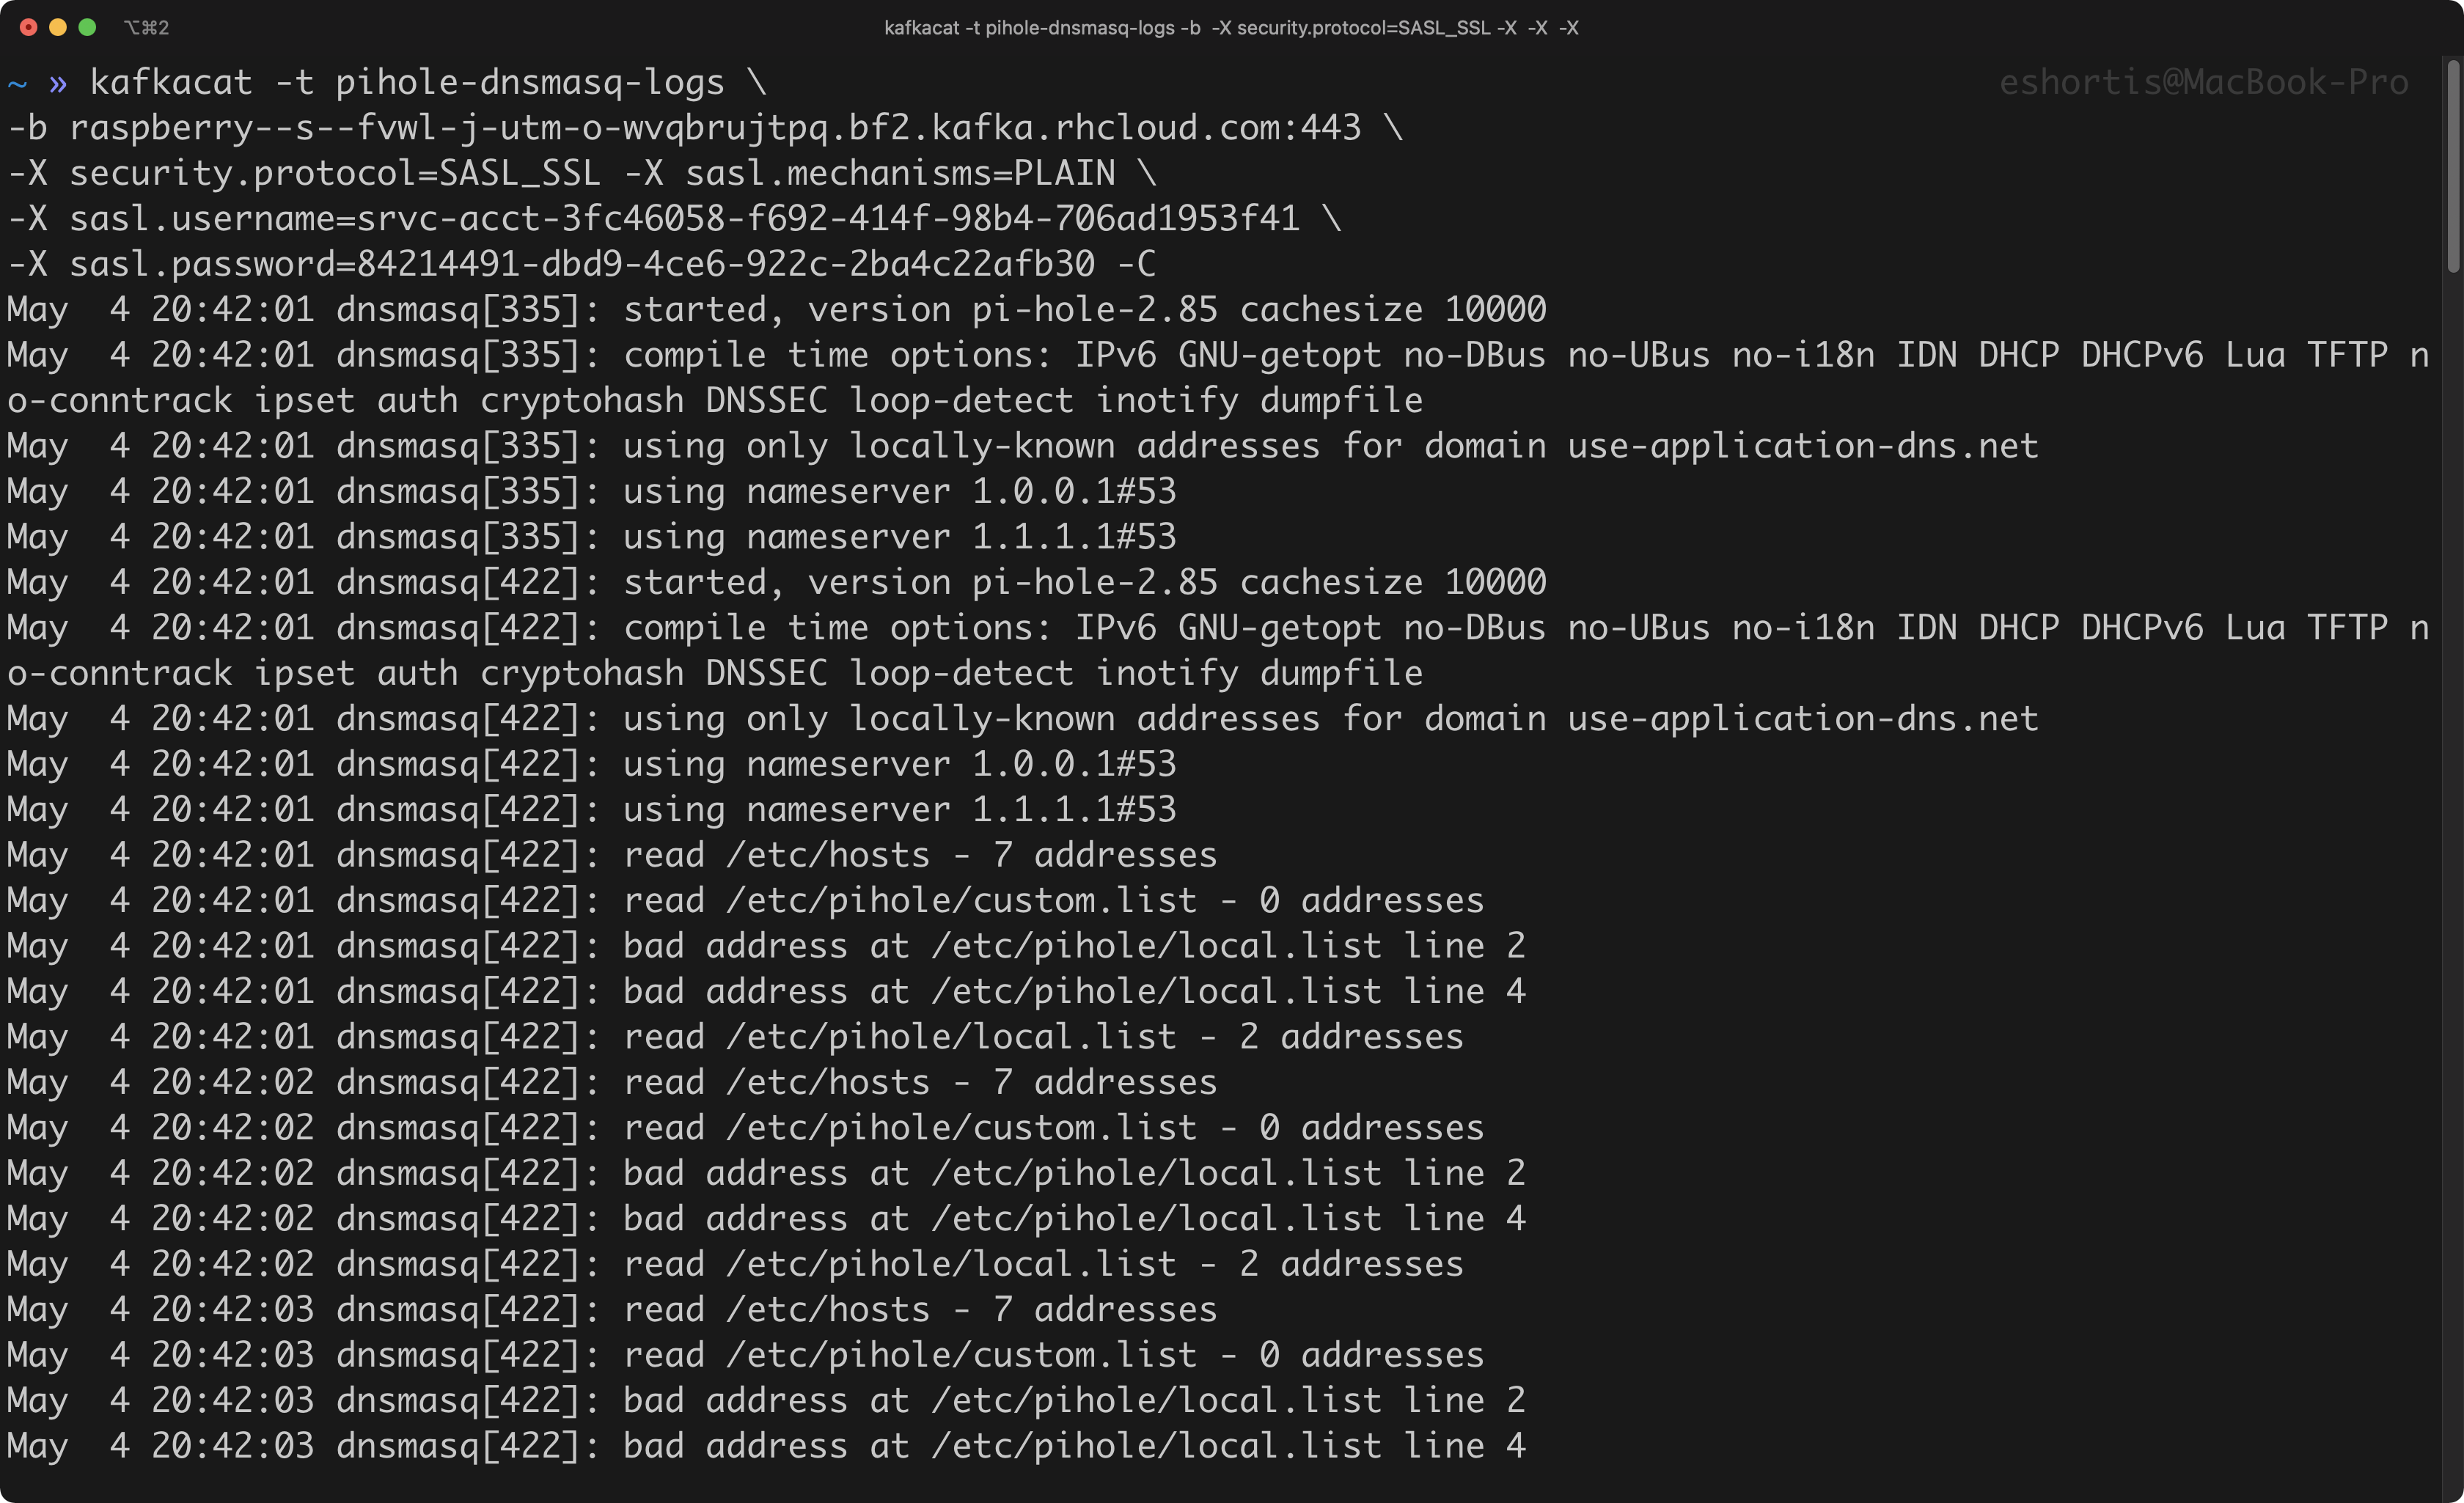 ⌥⌘2
kafkacat -t pihole-dnsmasq-logs -b  -X security.protocol=SASL_SSL -X  -X  -X
~ » kafkacat -t pihole-dnsmasq-logs \
eshortis@MacBook-Pro
-b raspberry--s--fvwl-j-utm-o-wvqbrujtpq.bf2.kafka.rhcloud.com:443 \
-X security.protocol=SASL_SSL -X sasl.mechanisms=PLAIN \
-X sasl.username=srvc-acct-3fc46058-f692-414f-98b4-706ad1953f41 \
-X sasl.password=84214491-dbd9-4ce6-922c-2ba4c22afb30 -C
May  4 20:42:01 dnsmasq[335]: started, version pi-hole-2.85 cachesize 10000
May  4 20:42:01 dnsmasq[335]: compile time options: IPv6 GNU-getopt no-DBus no-UBus no-i18n IDN DHCP DHCPv6 Lua TFTP n
o-conntrack ipset auth cryptohash DNSSEC loop-detect inotify dumpfile
May  4 20:42:01 dnsmasq[335]: using only locally-known addresses for domain use-application-dns.net
May  4 20:42:01 dnsmasq[335]: using nameserver 1.0.0.1#53
May  4 20:42:01 dnsmasq[335]: using nameserver 1.1.1.1#53
May  4 20:42:01 dnsmasq[422]: started, version pi-hole-2.85 cachesize 10000
May  4 20:42:01 dnsmasq[422]: compile time options: IPv6 GNU-getopt no-DBus no-UBus no-i18n IDN DHCP DHCPv6 Lua TFTP n
o-conntrack ipset auth cryptohash DNSSEC loop-detect inotify dumpfile
May  4 20:42:01 dnsmasq[422]: using only locally-known addresses for domain use-application-dns.net
May  4 20:42:01 dnsmasq[422]: using nameserver 1.0.0.1#53
May  4 20:42:01 dnsmasq[422]: using nameserver 1.1.1.1#53
May  4 20:42:01 dnsmasq[422]: read /etc/hosts - 7 addresses
May  4 20:42:01 dnsmasq[422]: read /etc/pihole/custom.list - 0 addresses
May  4 20:42:01 dnsmasq[422]: bad address at /etc/pihole/local.list line 2
May  4 20:42:01 dnsmasq[422]: bad address at /etc/pihole/local.list line 4
May  4 20:42:01 dnsmasq[422]: read /etc/pihole/local.list - 2 addresses
May  4 20:42:02 dnsmasq[422]: read /etc/hosts - 7 addresses
May  4 20:42:02 dnsmasq[422]: read /etc/pihole/custom.list - 0 addresses
May  4 20:42:02 dnsmasq[422]: bad address at /etc/pihole/local.list line 2
May  4 20:42:02 dnsmasq[422]: bad address at /etc/pihole/local.list line 4
May  4 20:42:02 dnsmasq[422]: read /etc/pihole/local.list - 2 addresses
May  4 20:42:03 dnsmasq[422]: read /etc/hosts - 7 addresses
May  4 20:42:03 dnsmasq[422]: read /etc/pihole/custom.list - 0 addresses
May  4 20:42:03 dnsmasq[422]: bad address at /etc/pihole/local.list line 2
May  4 20:42:03 dnsmasq[422]: bad address at /etc/pihole/local.list line 4